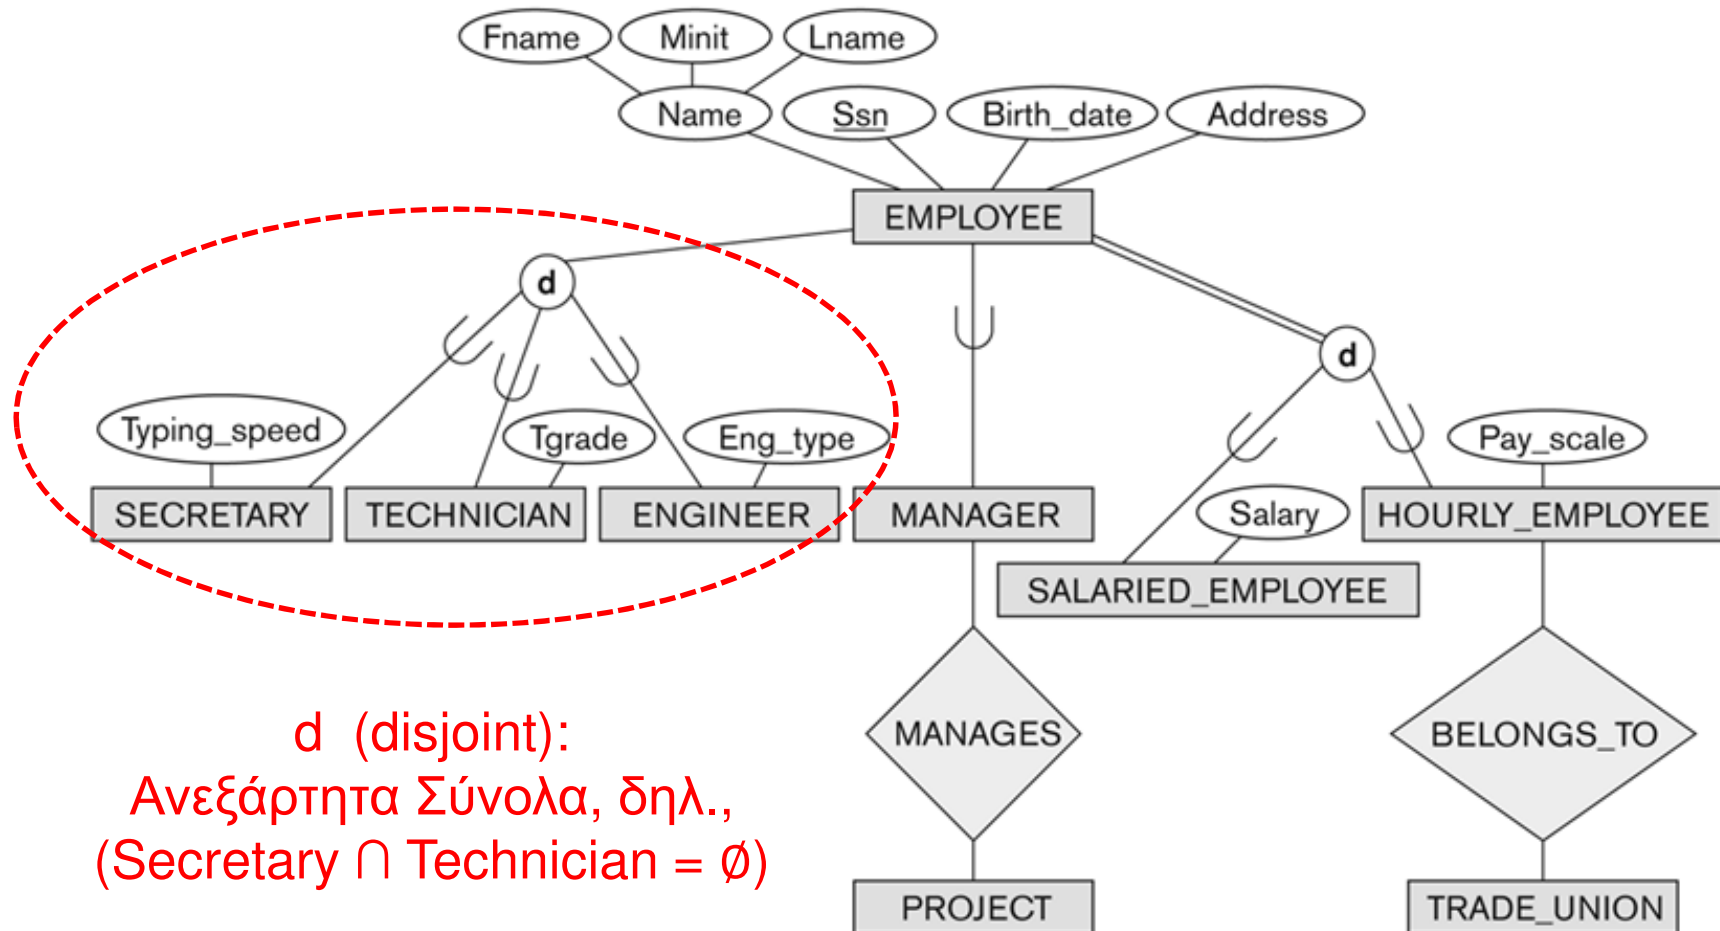 Fname Minit Lname
Name Ssn Birth_date Address
EMPLOYEE
d
d
Typing_speed Tgrade Eng_type Pay_scale
SECRETARY TECHNICIAN ENGINEER MANAGER Salary HOURLY_EMPLOYEE
SALARIED_EMPLOYEE
MANAGES BELONGS_TO
PROJECT TRADE_UNION
d (disjoint):
Ανεξάρτητα Σύνολα, δηλ.,
(Secretary ∩ Technician = ∅)